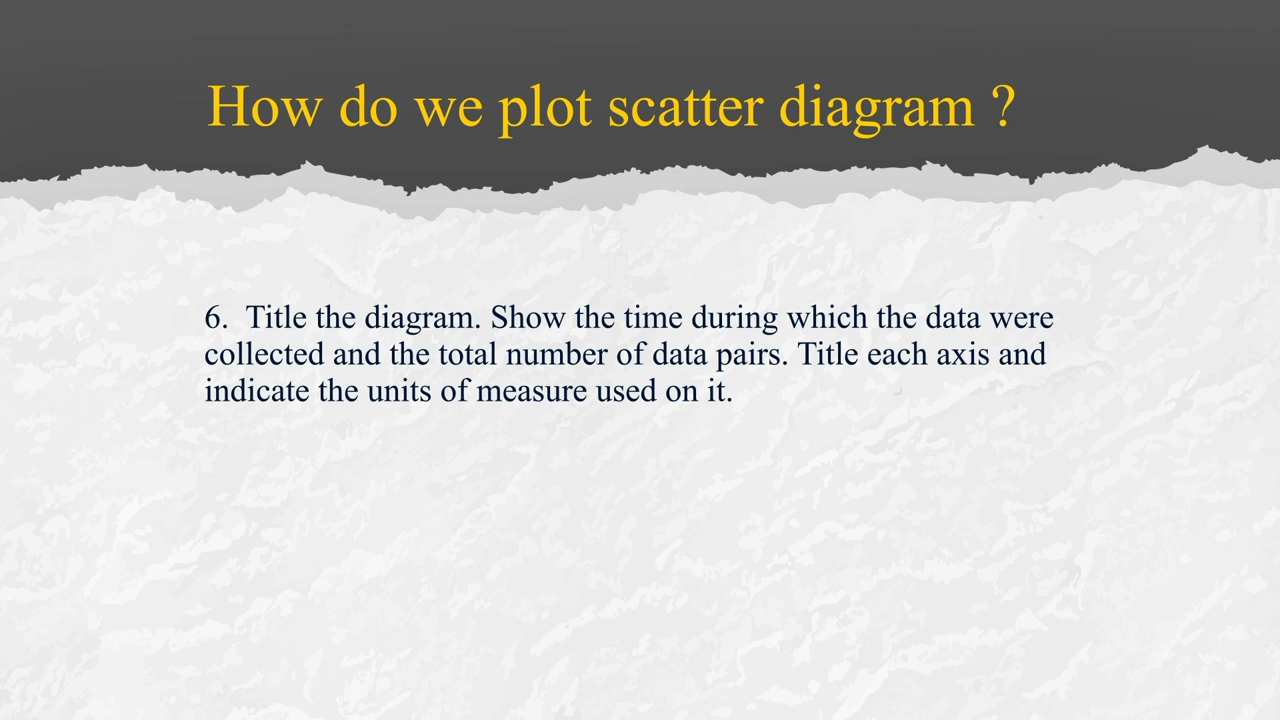 How do we plot scatter diagram ?
6.  Title the diagram. Show the time during which the data were
collected and the total number of data pairs. Title each axis and
indicate the units of measure used on it.